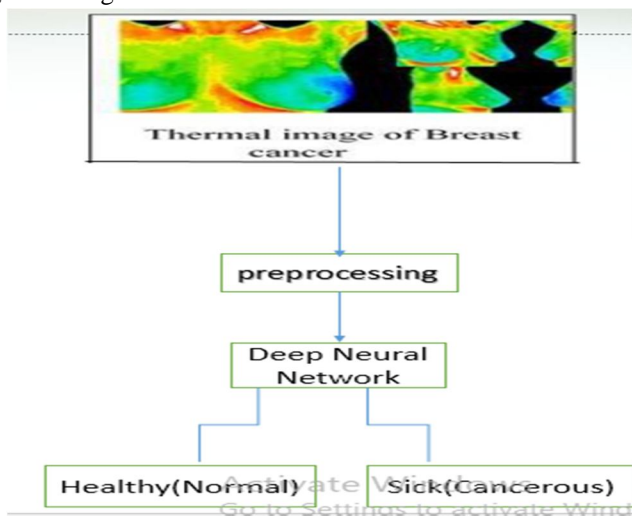 Thermal image of Breast
cancer
preprocessing
Deep Neural
Network
Healthy(Normal)
Sick(Cancerous)
Activate Windows
Go to Settings to activate Wind